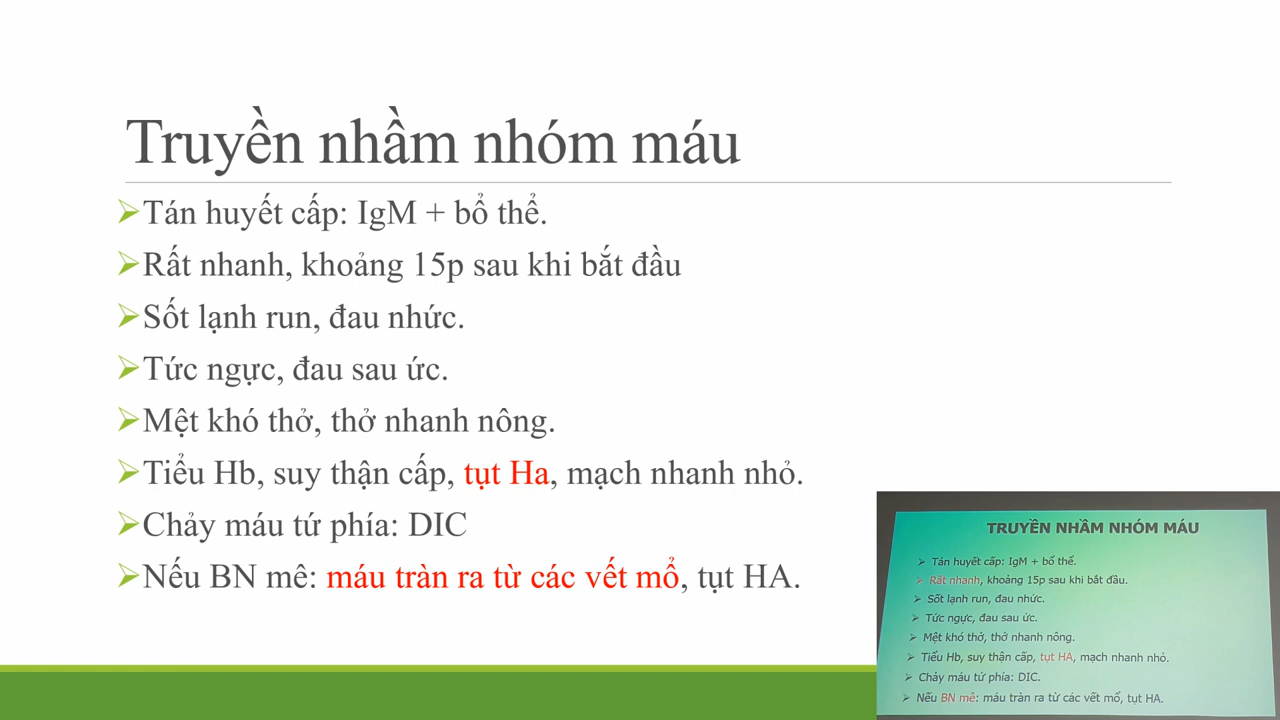 Truyền nhầm nhóm máu
Tán huyết cấp: IgM + bổ thể.
Rất nhanh, khoảng 15p sau khi bắt đầu
Sốt lạnh run, đau nhức.
Tức ngực, đau sau ức.
Mệt khó thở, thở nhanh nông.
Tiểu Hb, suy thận cấp, tụt Ha, mạch nhanh nhỏ.
Chảy máu tứ phía: DIC
Nếu BN mê: máu tràn ra từ các vết mổ, tụt HA.
TRUYỀN NHẦM NHÓM MÁU
Tán huyết cấp: IgM + bổ thể.
Rất nhanh, khoảng 15p sau khi bắt đầu.
Sốt lạnh run, đau nhức.
Tức ngực, đau sau ức.
Mệt khó thở, thở nhanh nông.
Tiểu Hb, suy thận cấp, tụt HA, mạch nhanh nhỏ.
Chảy máu tứ phía: DIC.
Nếu BN mê: máu tràn ra từ các vết mổ, tụt HA.